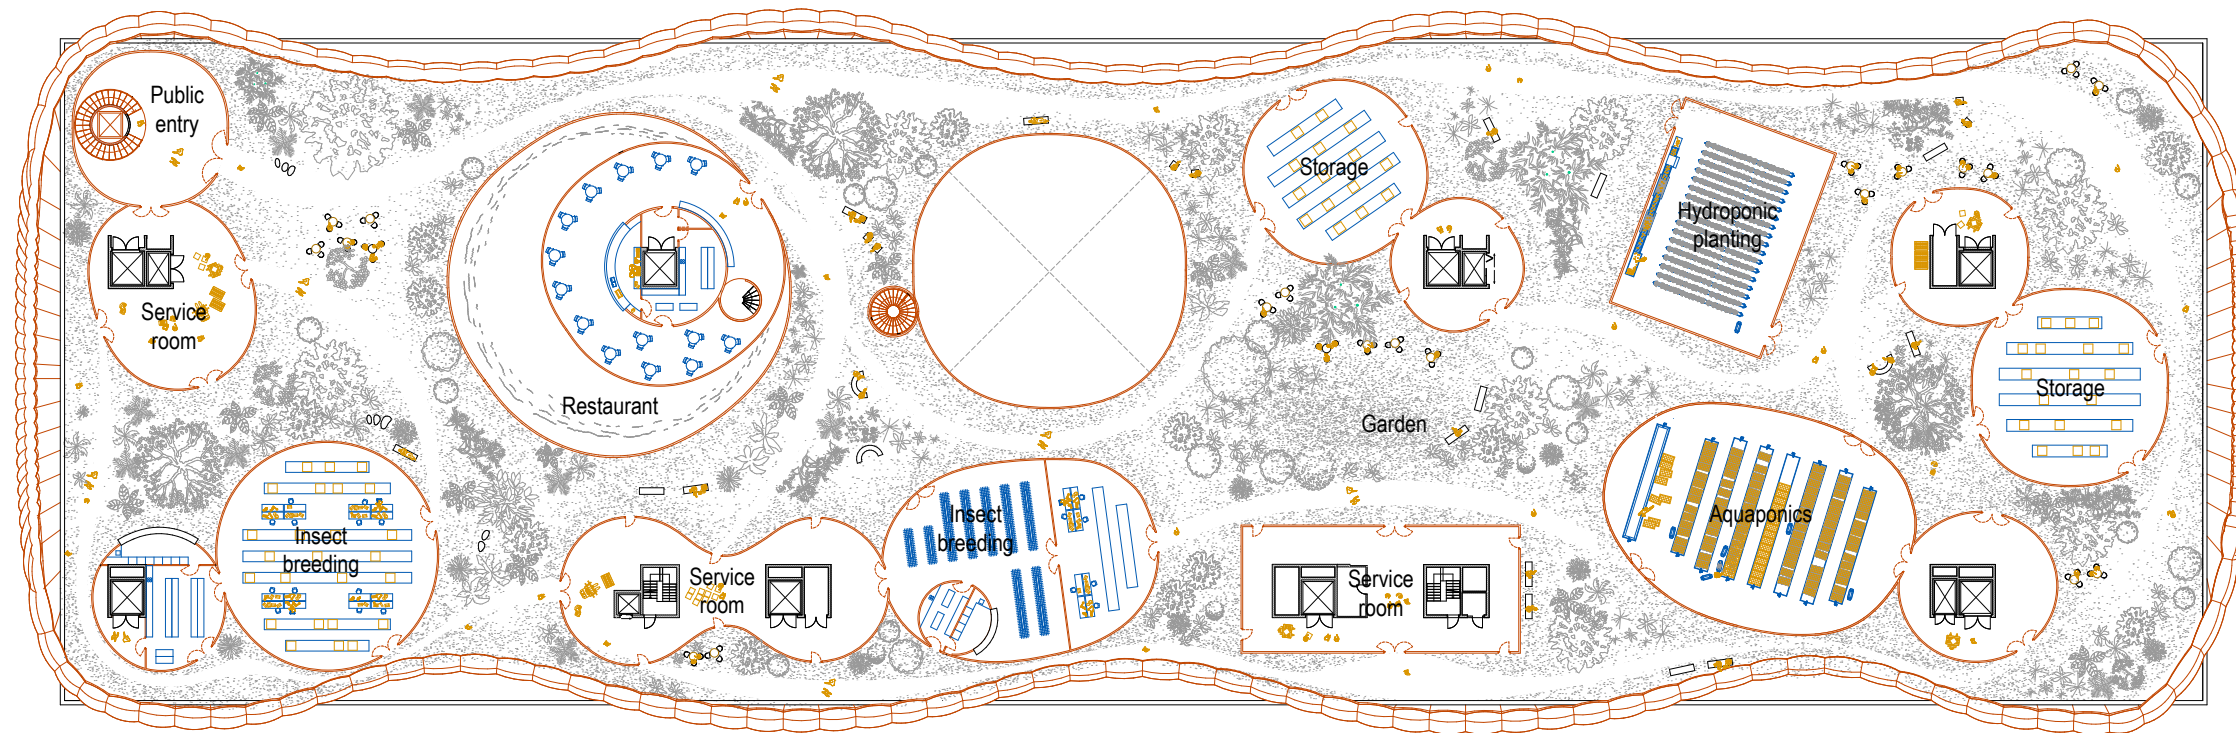 Public
entry
Storage
Hydroponic
planting
Service
room
Restaurant
Storage
Garden
Insect
breeding
Insect
breeding
Aquaponics
Service
room
Service
room